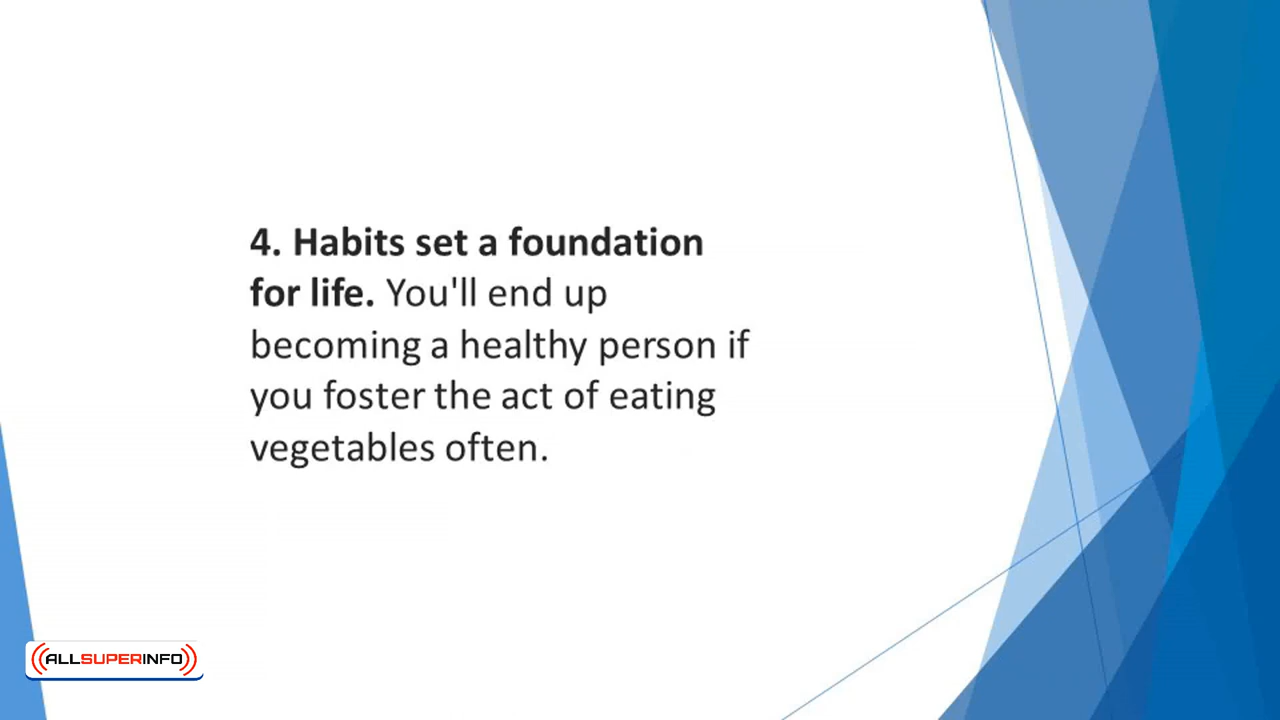 4. Habits set a foundation
for life. You'll end up
becoming a healthy person if
you foster the act of eating
vegetables often.
ALLSUPERINFO